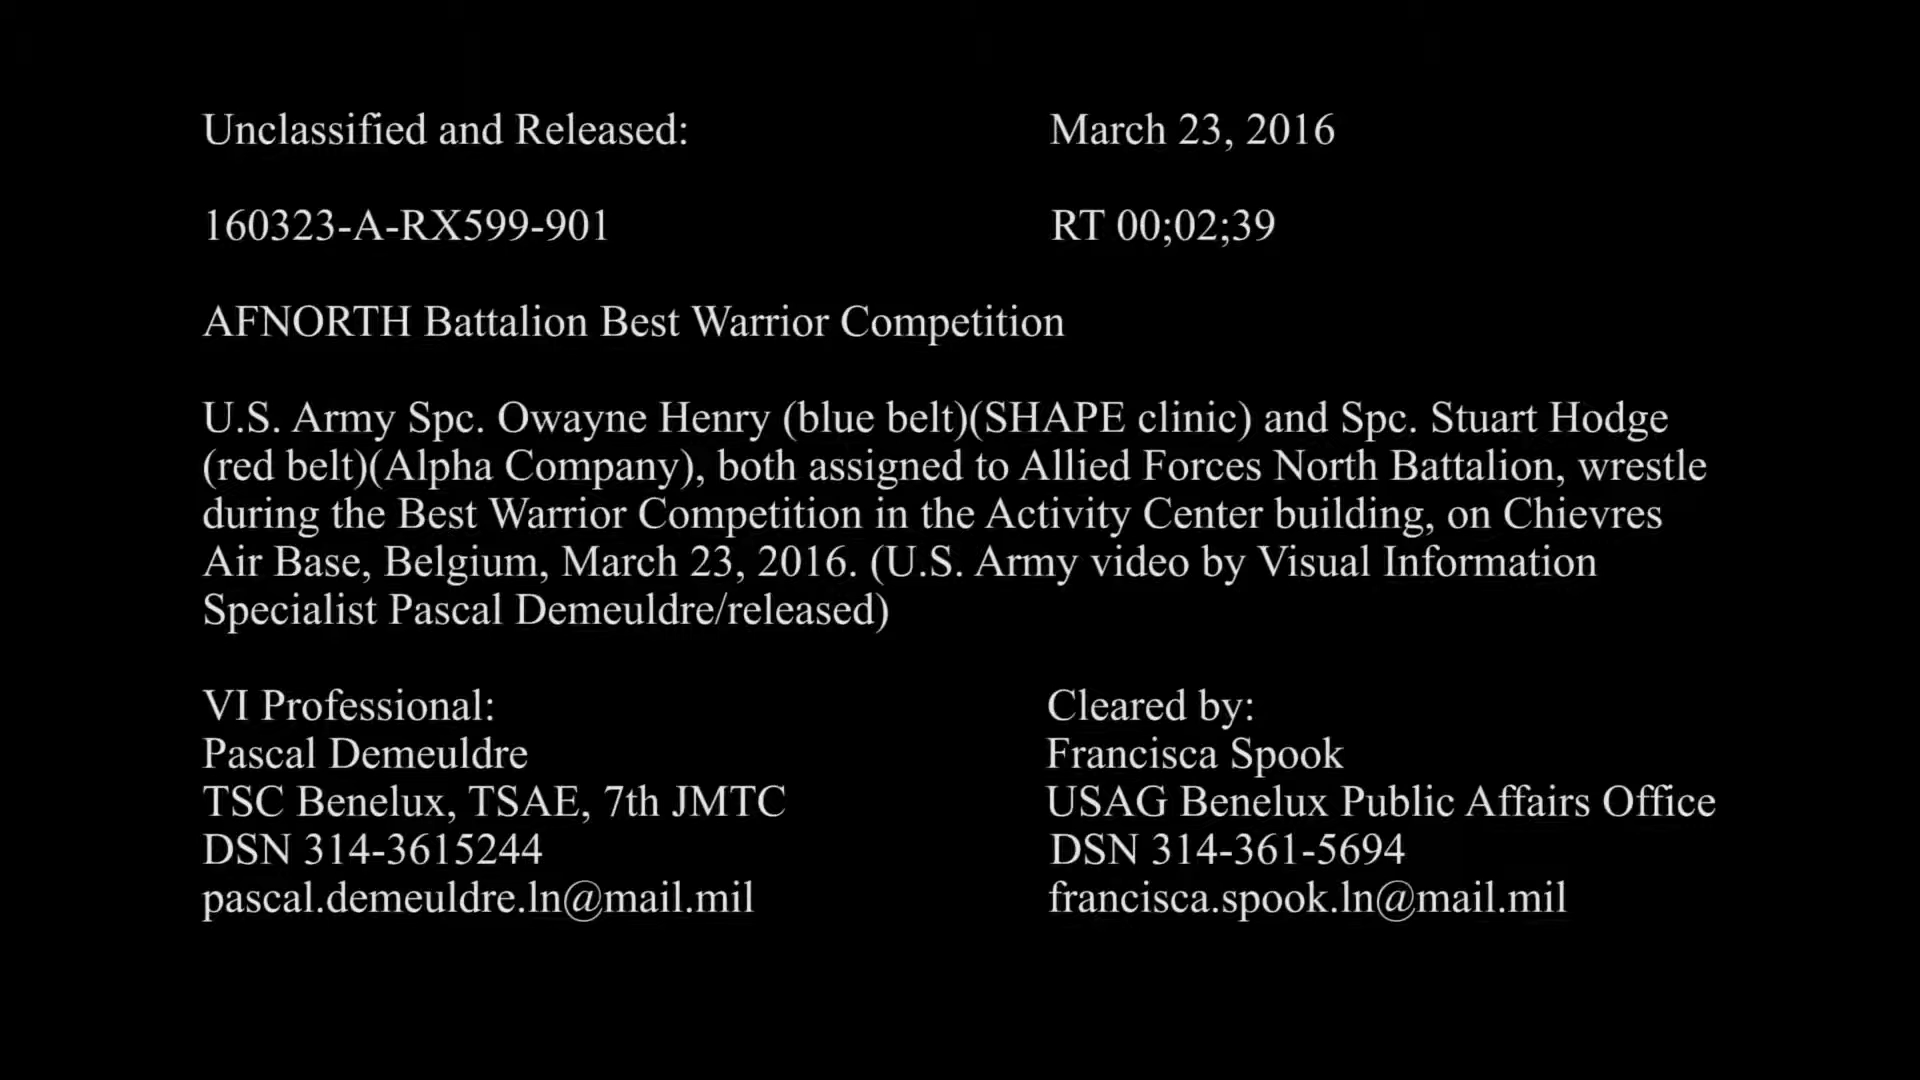 Unclassified and Released: March 23, 2016
160323-A-RX599-901 RT 00;02;39
AFNORTH Battalion Best Warrior Competition
U.S. Army Spc. Owayne Henry (blue belt)(SHAPE clinic) and Spc. Stuart Hodge
(red belt)(Alpha Company), both assigned to Allied Forces North Battalion, wrestle
during the Best Warrior Competition in the Activity Center building, on Chievres
Air Base, Belgium, March 23, 2016. (U.S. Army video by Visual Information
Specialist Pascal Demeuldre/released)
VI Professional:
Pascal Demeuldre
TSC Benelux, TSAE, 7th JMTC
DSN 314-3615244
pascal.demeuldre.ln@mail.mil
Cleared by:
Francisca Spook
USAG Benelux Public Affairs Office
DSN 314-361-5694
francisca.spook.ln@mail.mil